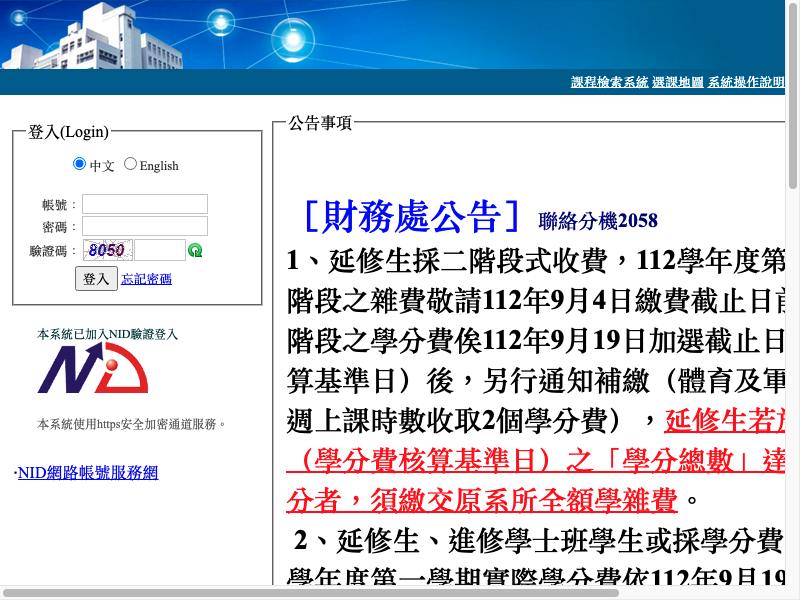 課程檢索系統 選課地圖 系統操作說明
登入(Login)
中文 English
帳號：
密碼：
驗證碼： 8050
登入 忘記密碼
本系統已加入NID驗證登入
NID
本系統使用https安全加密通道服務。
·NID網路帳號服務網
公告事項
［財務處公告］ 聯絡分機2058
1、延修生採二階段式收費，112學年度第
階段之雜費敬請112年9月4日繳費截止日前
階段之學分費俟112年9月19日加選截止日
算基準日）後，另行通知補繳（體育及軍
週上課時數收取2個學分費），延修生若於
（學分費核算基準日）之「學分總數」達
分者，須繳交原系所全額學雜費。
2、延修生、進修學士班學生或採學分費
學年度第一學期實際學分費依112年9月19